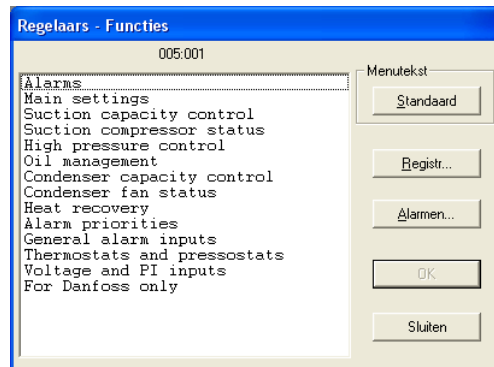 Regelaars - Functies
005:001
Alarms
Main settings
Suction capacity control
Suction compressor status
High pressure control
Oil management
Condenser capacity control
Condenser fan status
Heat recovery
Alarm priorities
General alarm inputs
Thermostats and pressostats
Voltage and PI inputs
For Danfoss only
Menutekst
Standaard
Registr...
Alarmen...
OK
Sluiten